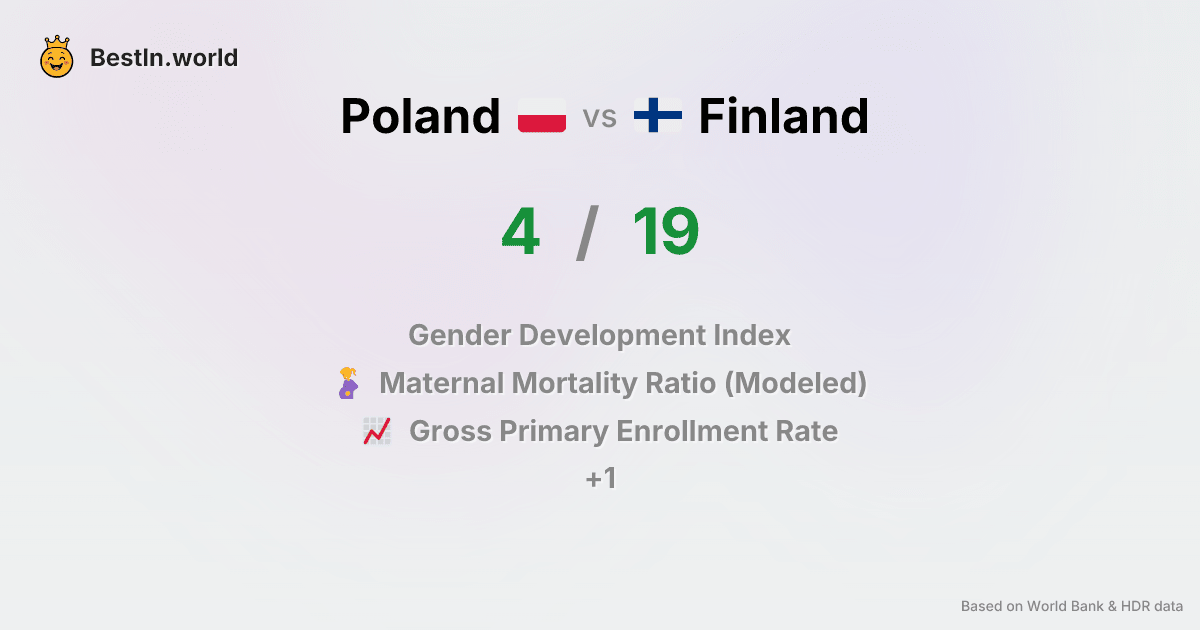 BestIn.world
Poland vs Finland
4 / 19
Gender Development Index
Maternal Mortality Ratio (Modeled)
Gross Primary Enrollment Rate
+1
Based on World Bank & HDR data